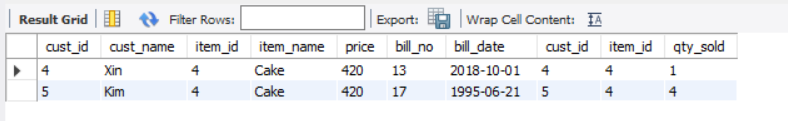 Result Grid Filter Rows: Export: Wrap Cell Content: IA
cust_id cust_name item_id item_name price bill_no bill_date cust_id item_id qty_sold
4 Xin 4 Cake 420 13 2018-10-01 4 4 1
5 Kim 4 Cake 420 17 1995-06-21 5 4 4